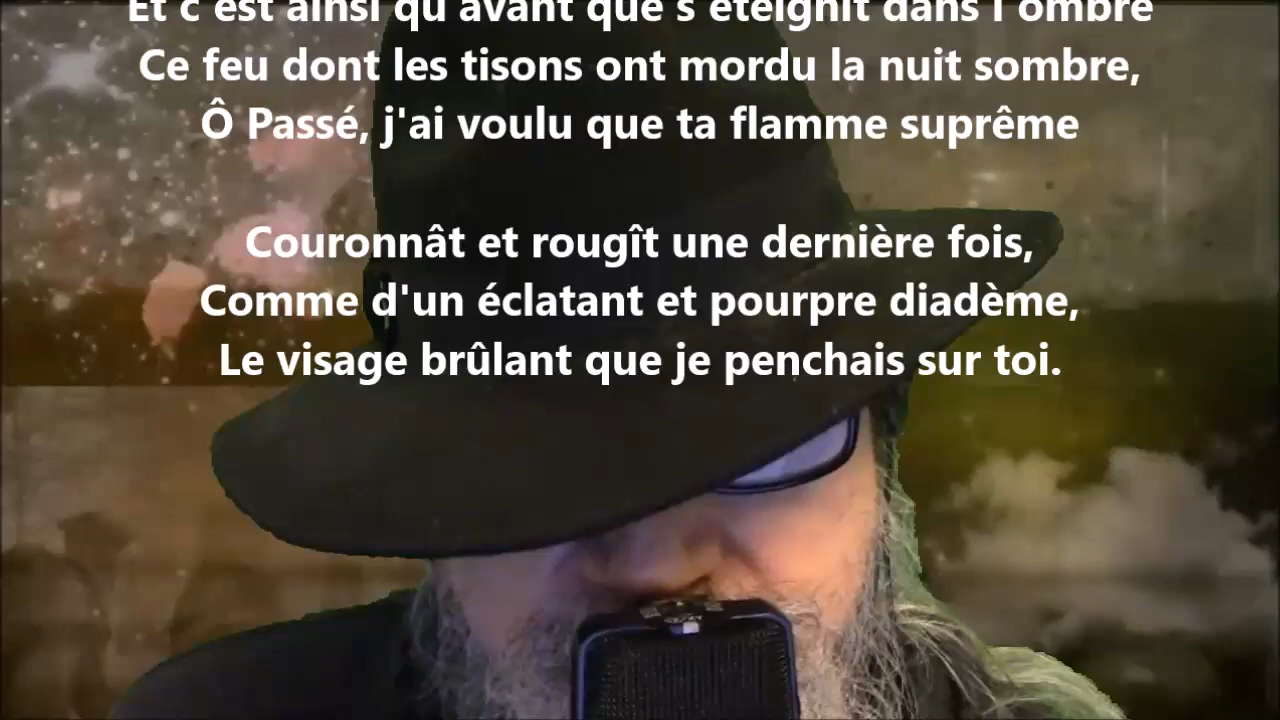 Et c'est ainsi qu'avant que s'éteignit dans l'ombre
Ce feu dont les tisons ont mordu la nuit sombre,
Ô Passé, j'ai voulu que ta flamme suprême
Couronnât et rougît une dernière fois,
Comme d'un éclatant et pourpre diadème,
Le visage brûlant que je penchais sur toi.